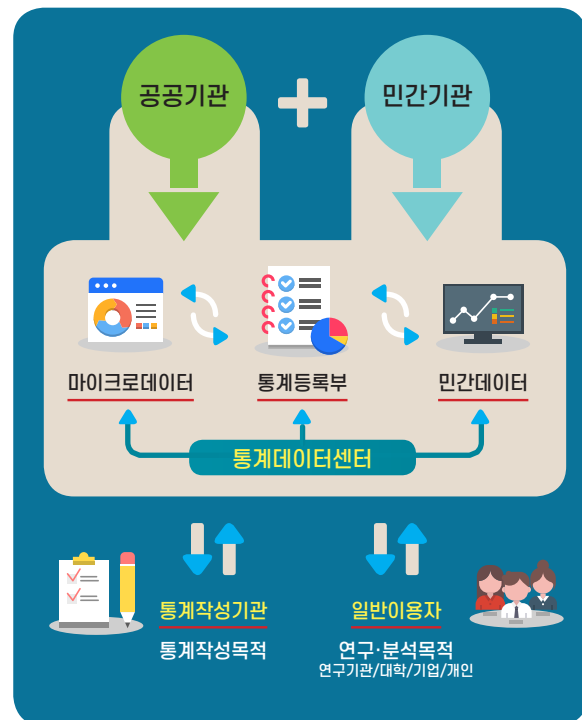 공공기관
민간기관
마이크로데이터
통계등록부
민간데이터
통계데이터센터
통계작성기관
통계작성목적
일반이용자
연구·분석목적
연구기관/대학/기업/개인